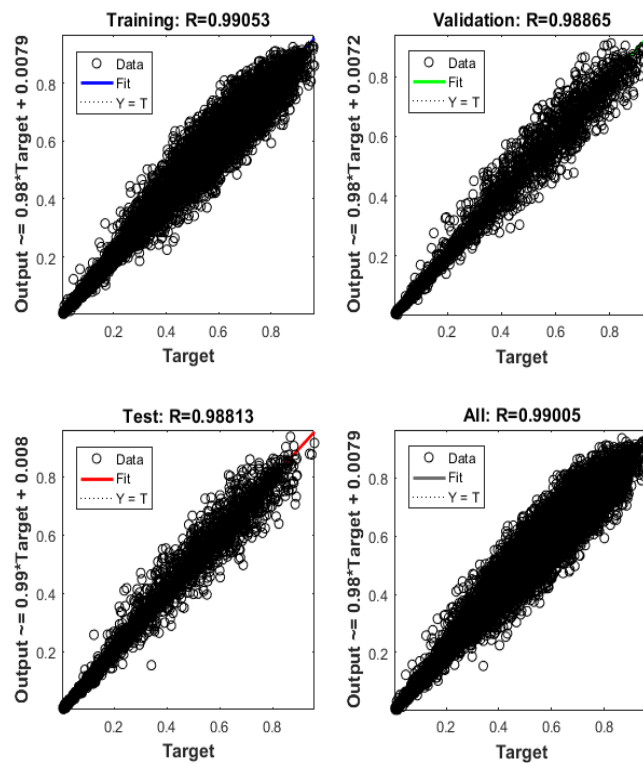 Training: R=0.99053
Output ~= 0.98*Target + 0.0079
0.8
0.6
0.4
0.2
Data
Fit
Y = T
0.2 0.4 0.6 0.8
Target
Validation: R=0.98865
Output ~= 0.98*Target + 0.0072
0.8
0.6
0.4
0.2
Data
Fit
Y = T
0.2 0.4 0.6 0.8
Target
Test: R=0.98813
Output ~= 0.99*Target + 0.008
0.8
0.6
0.4
0.2
Data
Fit
Y = T
0.2 0.4 0.6 0.8
Target
All: R=0.99005
Output ~= 0.98*Target + 0.0079
0.8
0.6
0.4
0.2
Data
Fit
Y = T
0.2 0.4 0.6 0.8
Target